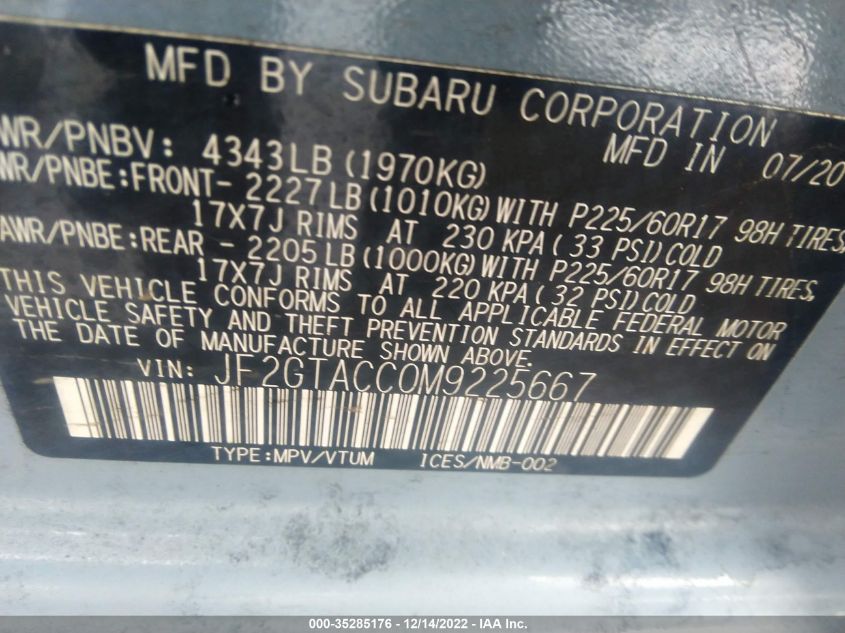 MFD BY SUBARU CORPORATION
MFD IN 07/20
WR/PNBV: 4343LB (1970KG)
WR/PNBE:FRONT- 2227LB (1010KG) WITH P225/60R17 98H TIRES,
17X7J RIMS AT 230 KPA (33 PSI) COLD
AWR/PNBE:REAR - 2205LB (1000KG) WITH P225/60R17 98H TIRES,
17X7J RIMS AT 220 KPA (32 PSI) COLD
THIS VEHICLE CONFORMS TO ALL APPLICABLE FEDERAL MOTOR
VEHICLE SAFETY AND THEFT PREVENTION STANDARDS IN EFFECT ON
THE DATE OF MANUFACTURE SHOWN ABOVE.
VIN: JF2GTACC0M9225667
TYPE:MPV/VTUM ICES/NMB-002
000-35285176 - 12/14/2022 - IAA Inc.